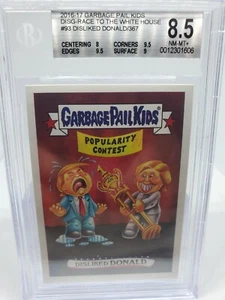 2016-17 GARBAGE PAIL KIDS
DISG-RACE TO THE WHITE HOUSE
#93 DISLIKED DONALD/367
8.5
NM-MT+
CENTERING 8 CORNERS 9.5
EDGES 9.5 SURFACE 9
0012301606
GARBAGE PAIL KIDS
POPULARITY
CONTEST
DISLIKED DONALD